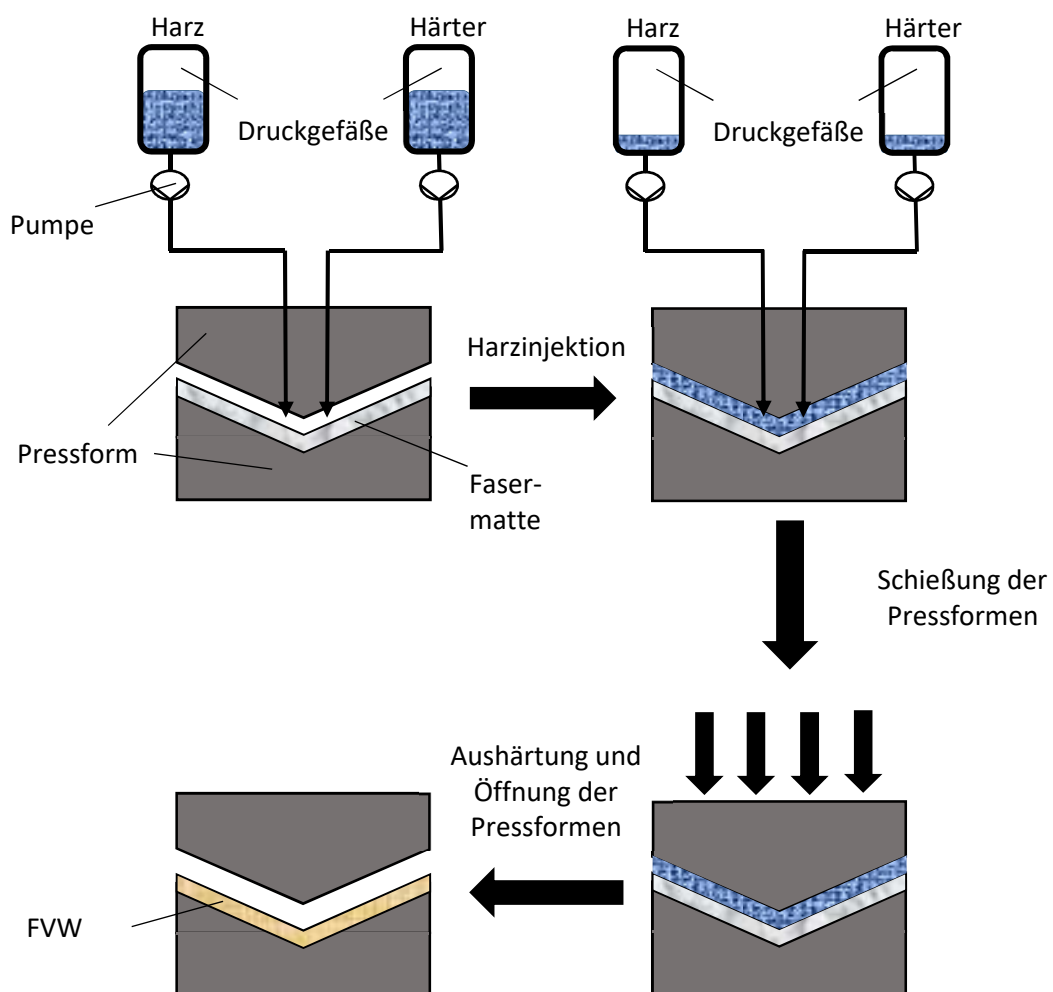 Harz
Härter
Harz
Härter
Druckgefäße
Druckgefäße
Pumpe
Harzinjektion
Pressform
Faser-
matte
Schießung der
Pressformen
Aushärtung und
Öffnung der
Pressformen
FVW